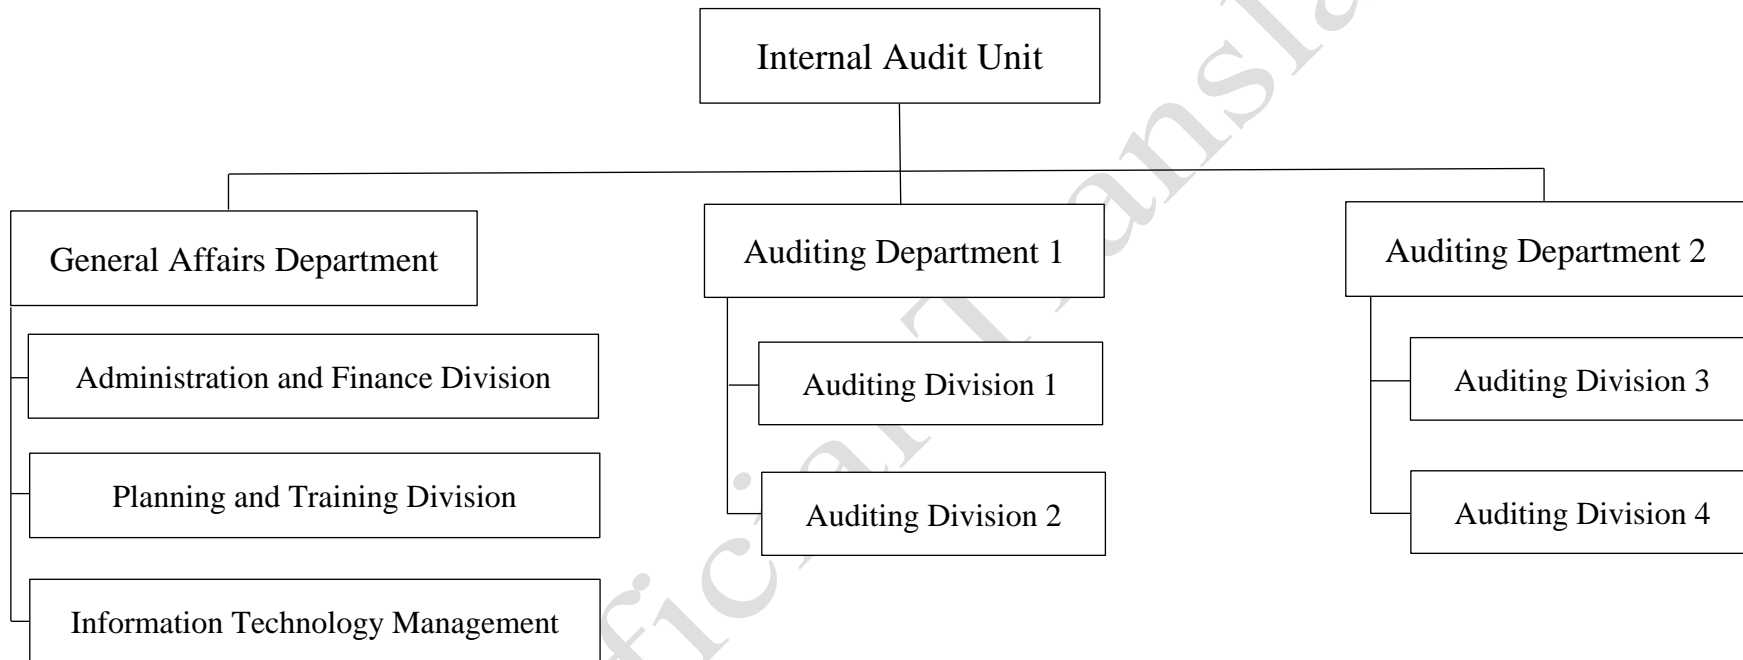 Internal Audit Unit
General Affairs Department
Auditing Department 1
Auditing Department 2
Administration and Finance Division
Planning and Training Division
Information Technology Management
Auditing Division 1
Auditing Division 2
Auditing Division 3
Auditing Division 4